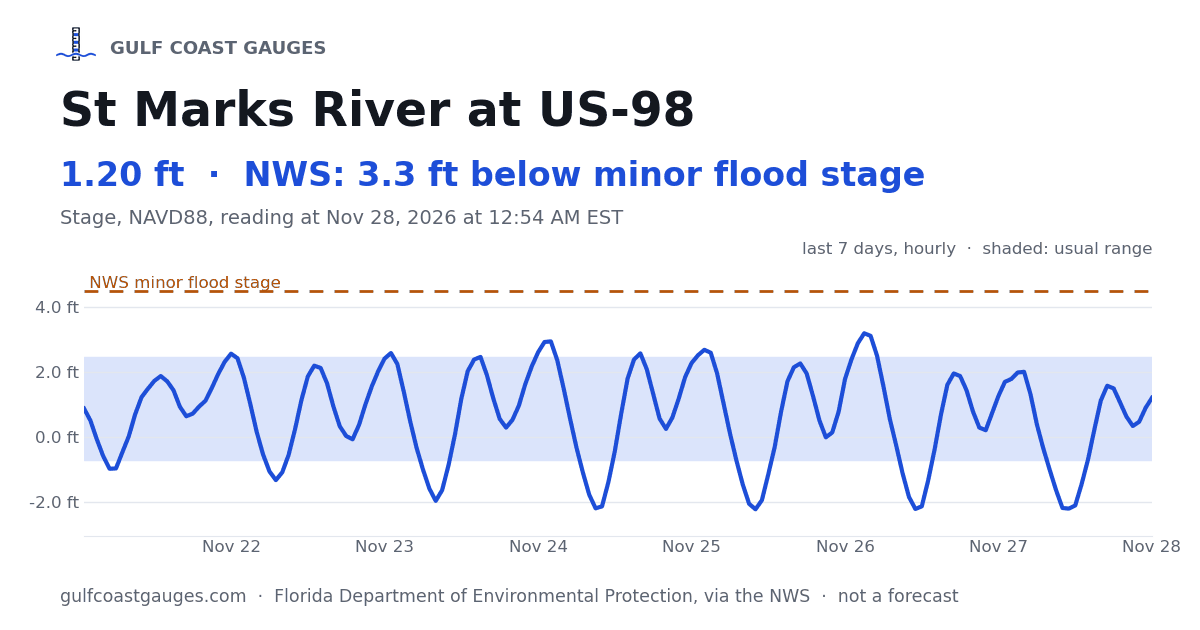 GULF COAST GAUGES
St Marks River at US-98
1.20 ft · NWS: 3.3 ft below minor flood stage
Stage, NAVD88, reading at Nov 28, 2026 at 12:54 AM EST
last 7 days, hourly · shaded: usual range
NWS minor flood stage
4.0 ft
2.0 ft
0.0 ft
-2.0 ft
Nov 22 Nov 23 Nov 24 Nov 25 Nov 26 Nov 27 Nov 28
gulfcoastgauges.com · Florida Department of Environmental Protection, via the NWS · not a forecast